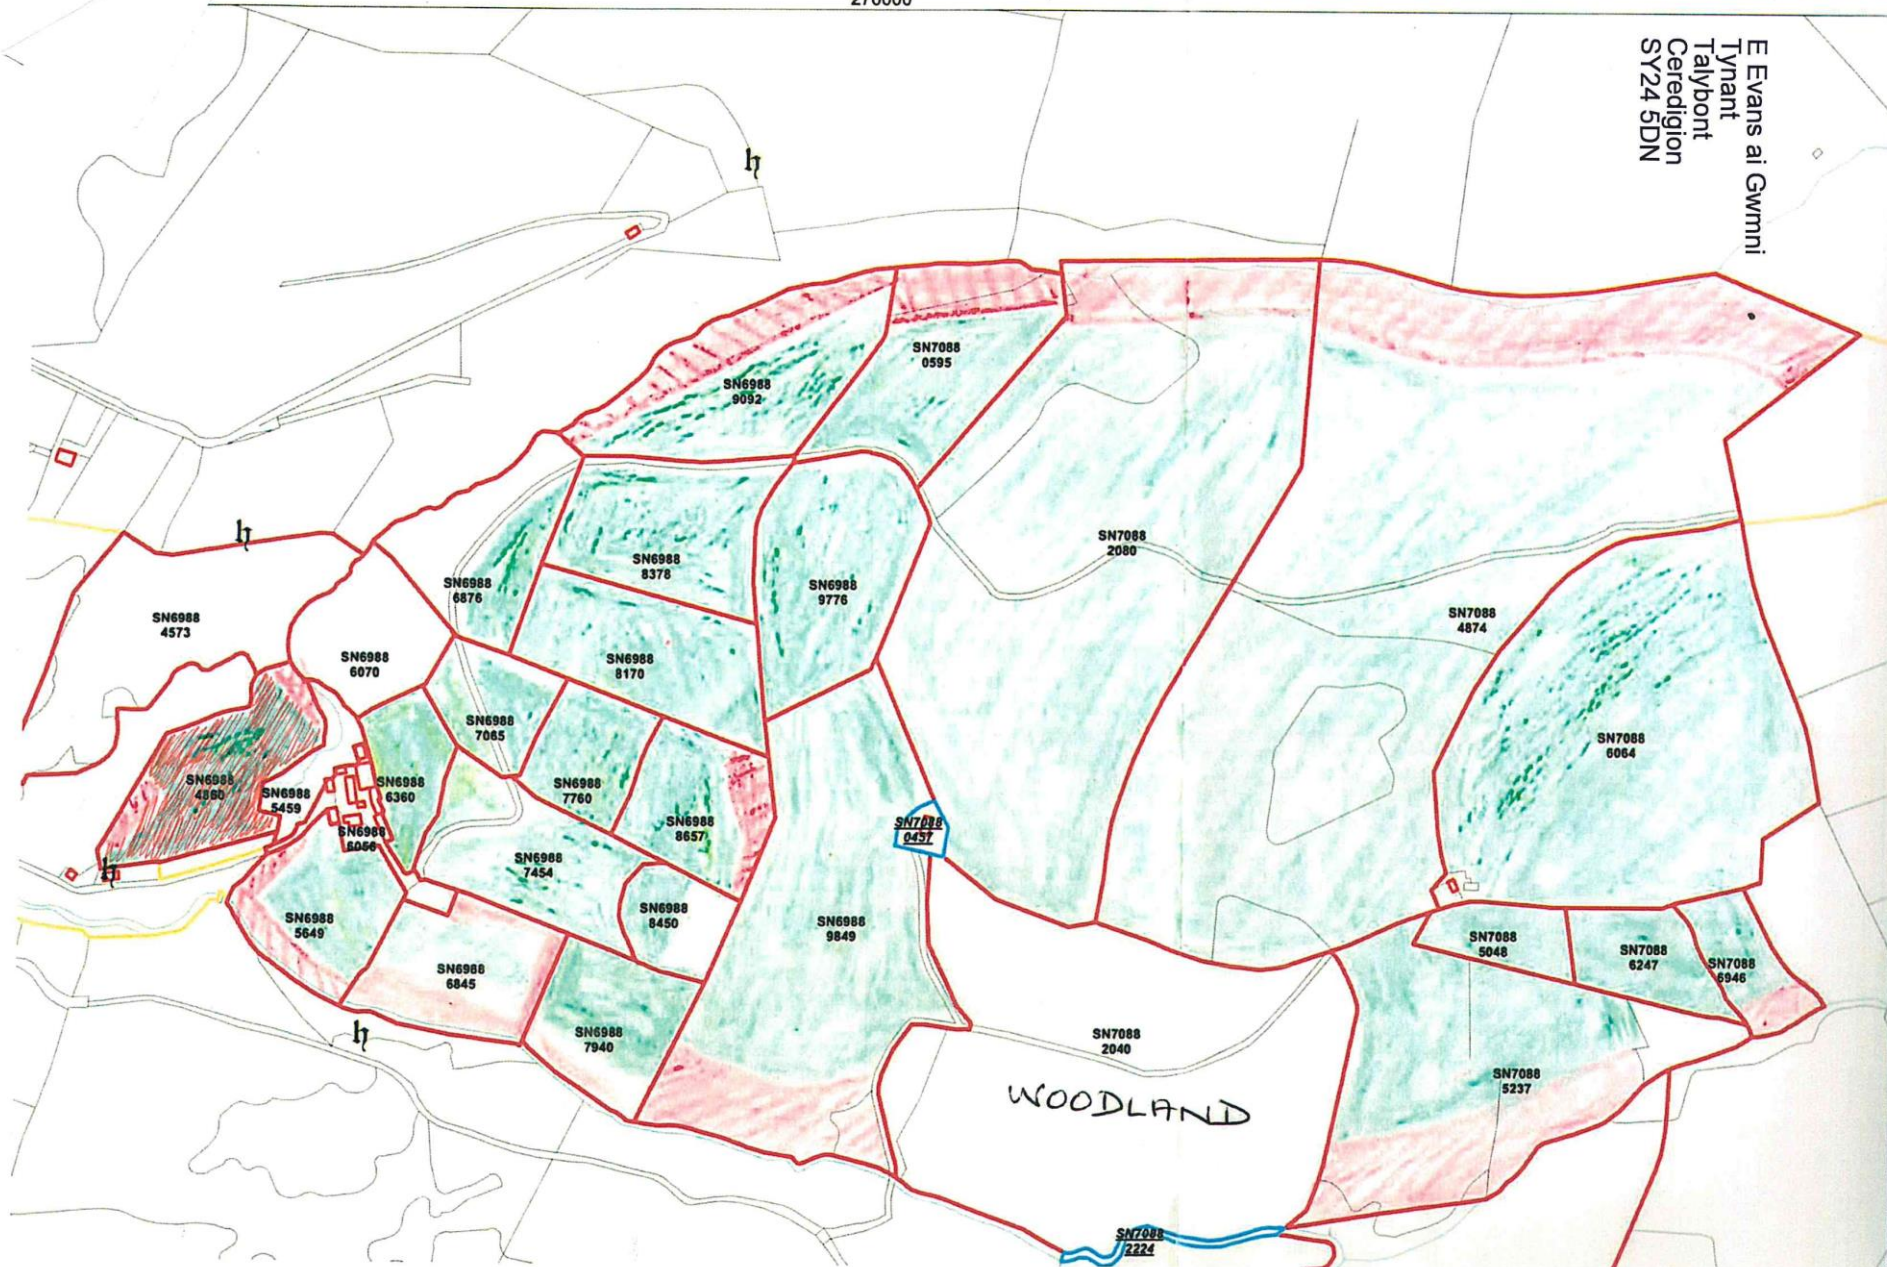 E Evans ai Gwmni
Tynant
Talybont
Ceredigion
SY24 5DN
h
SN7088
0595
SN6988
9092
h
SN7088
2080
SN6988
8378
SN6988
6876
SN6988
9776
SN6988
4573
SN7088
4874
SN6988
6070
SN6988
8170
SN6988
7065
SN7088
6064
SN6988
4860
SN6988
5459
SN6988
6360
SN6988
7760
SN6988
8657
SN7088
0457
SN6988
6056
h
SN6988
7454
SN6988
8450
SN6988
9849
SN6988
5649
SN7088
5048
SN7088
6247
SN7088
6946
SN6988
6845
h
SN6988
7940
SN7088
2040
SN7088
5237
WOODLAND
SN7088
2224